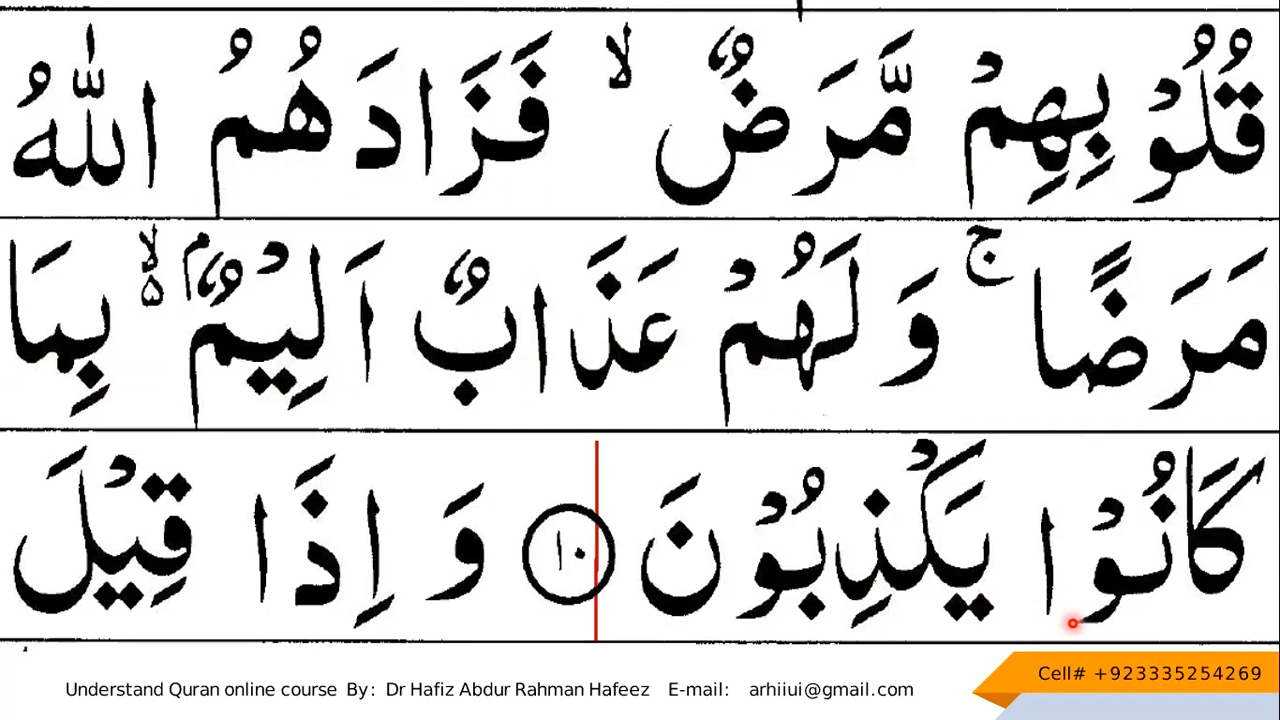 قُلُوْبِهِمْ مَّرَضٌ ۙ فَزَادَهُمُ اللّٰهُ
مَرَضًا ۚ وَلَهُمْ عَذَابٌ اَلِيْمٌۢ ۙ۬ بِمَا
كَانُوْا يَكْذِبُوْنَ ۱۰ وَ اِذَا قِيْلَ
Cell# +923335254269
Understand Quran online course By: Dr Hafiz Abdur Rahman Hafeez E-mail: arhiiui@gmail.com